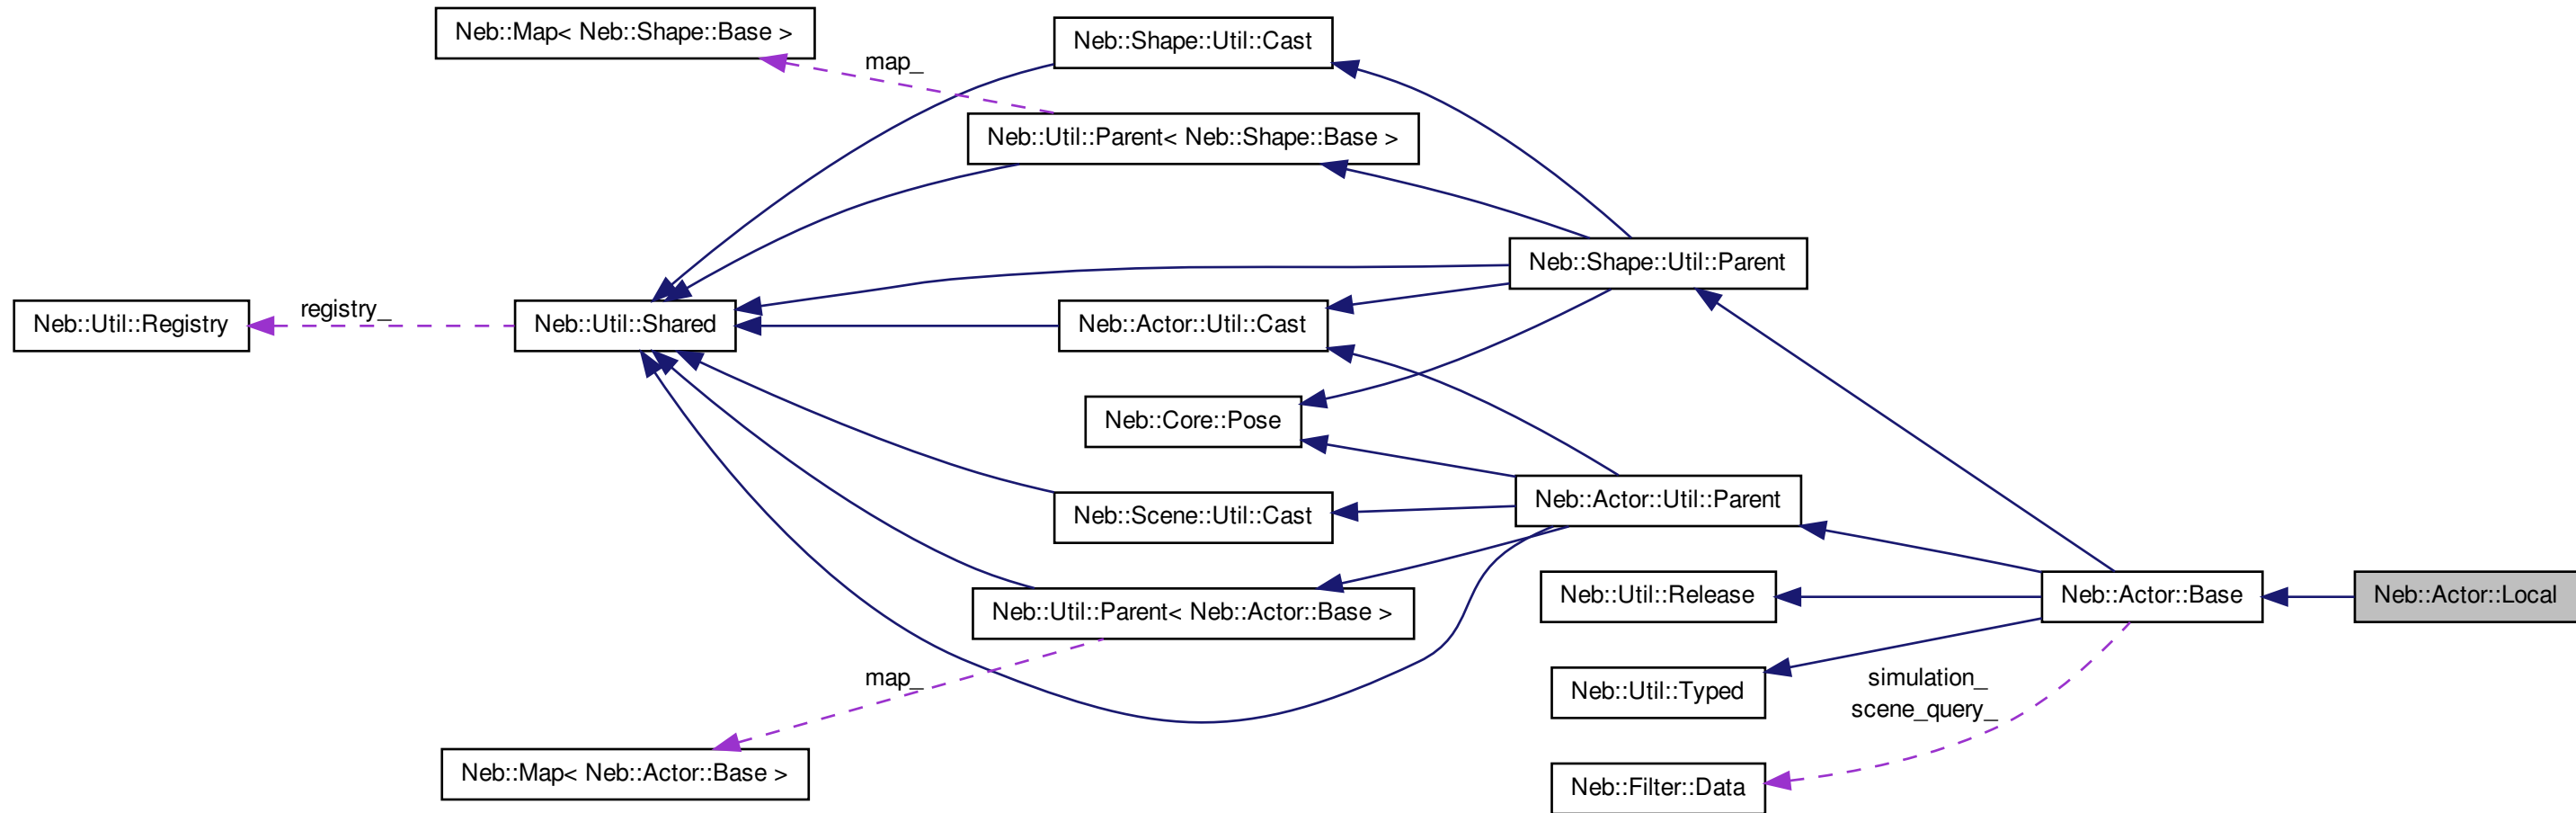 Neb::Map< Neb::Shape::Base >
Neb::Shape::Util::Cast
map_
Neb::Util::Parent< Neb::Shape::Base >
Neb::Shape::Util::Parent
registry_
Neb::Util::Registry
Neb::Util::Shared
Neb::Actor::Util::Cast
Neb::Core::Pose
Neb::Actor::Util::Parent
Neb::Scene::Util::Cast
Neb::Util::Release
Neb::Actor::Base
Neb::Actor::Local
Neb::Util::Parent< Neb::Actor::Base >
map_
simulation_
scene_query_
Neb::Util::Typed
Neb::Map< Neb::Actor::Base >
Neb::Filter::Data